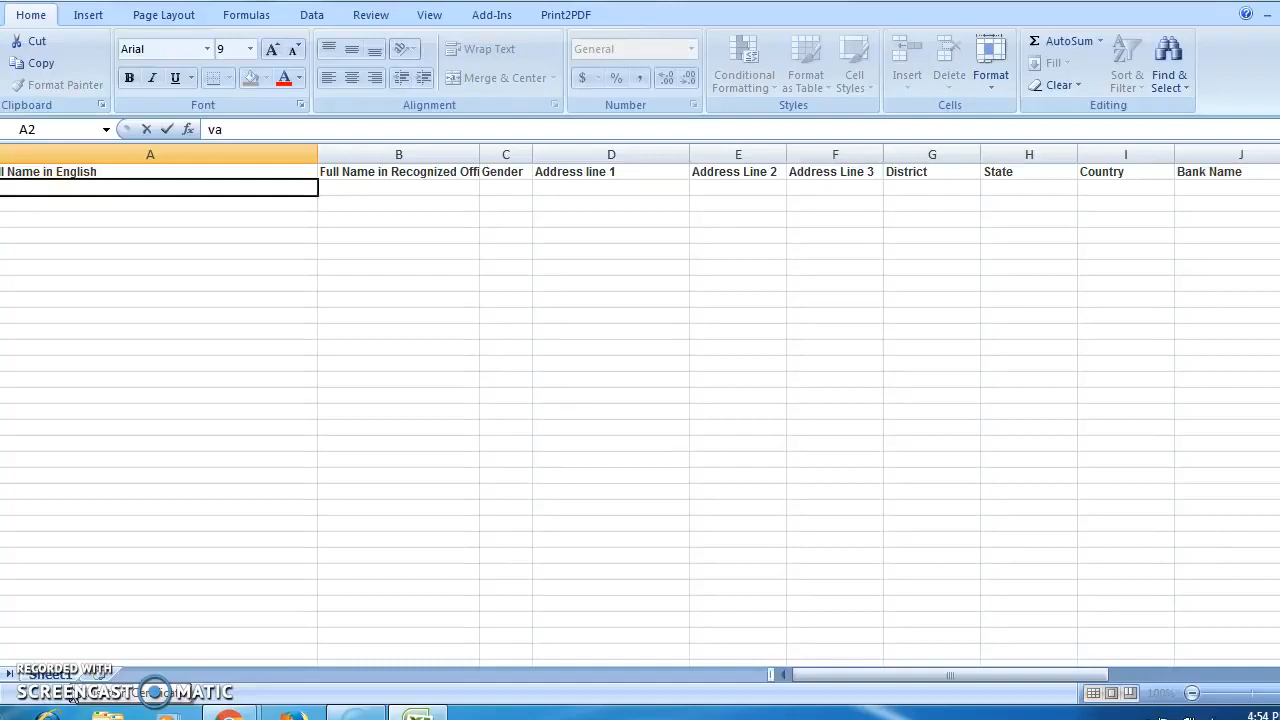 Home Insert Page Layout Formulas Data Review View Add-Ins Print2PDF
Cut
Copy
Format Painter
Clipboard
Arial 9
B I U A
Font
Wrap Text
Merge & Center
Alignment
General
$ % ,
Number
Conditional Formatting
Format as Table
Cell Styles
Styles
Insert Delete Format
Cells
Σ AutoSum
Fill
Clear
Sort & Filter
Find & Select
Editing
A2 fx va
A B C D E F G H I J
ll Name in English Full Name in Recognized Offi Gender Address line 1 Address Line 2 Address Line 3 District State Country Bank Name
Sheet1
RECORDED WITH
SCREENCAST MATIC
100%
4:54 P